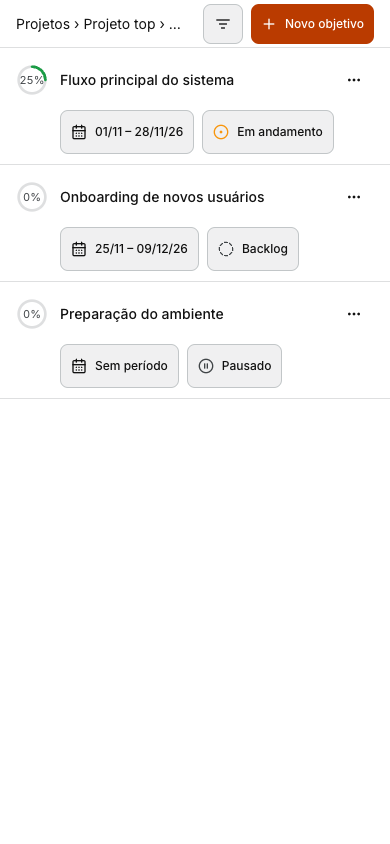 Projetos › Projeto top › ...
Novo objetivo
25%
Fluxo principal do sistema
01/11 – 28/11/26
Em andamento
0%
Onboarding de novos usuários
25/11 – 09/12/26
Backlog
0%
Preparação do ambiente
Sem período
Pausado